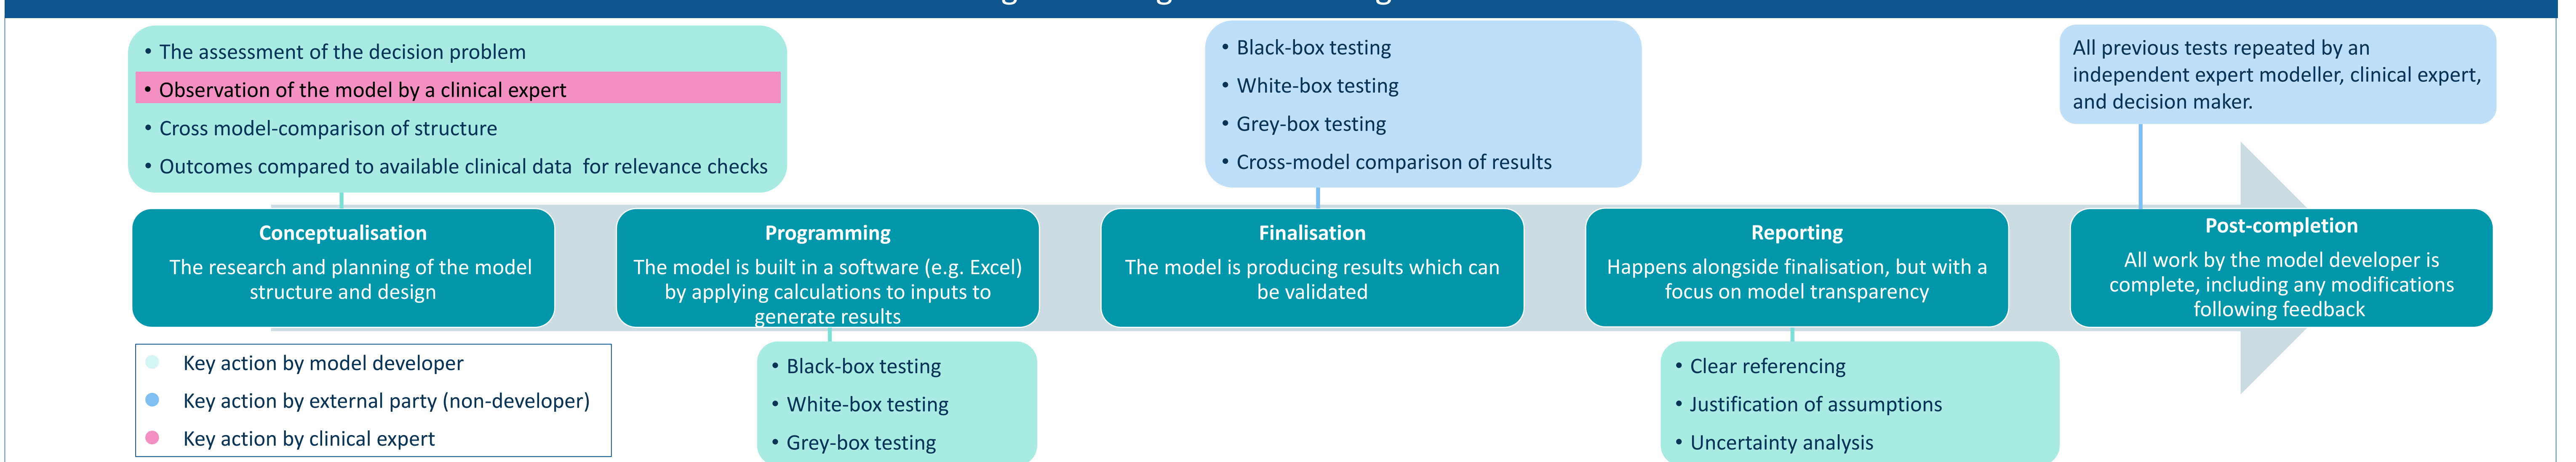 • The assessment of the decision problem
• Observation of the model by a clinical expert
• Cross model-comparison of structure
• Outcomes compared to available clinical data  for relevance checks
• Black-box testing
• White-box testing
• Grey-box testing
• Cross-model comparison of results
All previous tests repeated by an
independent expert modeller, clinical expert,
and decision maker.
Conceptualisation
The research and planning of the model
structure and design
Programming
The model is built in a software (e.g. Excel)
by applying calculations to inputs to
generate results
Finalisation
The model is producing results which can
be validated
Reporting
Happens alongside finalisation, but with a
focus on model transparency
Post-completion
All work by the model developer is
complete, including any modifications
following feedback
Key action by model developer
Key action by external party (non-developer)
Key action by clinical expert
• Black-box testing
• White-box testing
• Grey-box testing
• Clear referencing
• Justification of assumptions
• Uncertainty analysis